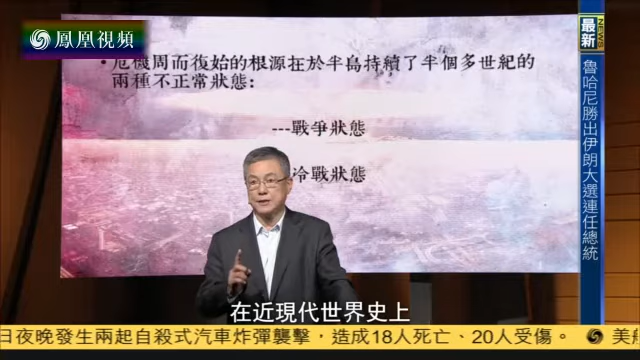 鳳凰視頻
最新
NEWS
魯哈尼勝出伊朗大選連任總統
•危機周而復始的根源在於半島持續了半個多世紀的
兩種不正常狀態:
---戰爭狀態
冷戰狀態
在近現代世界史上
日夜晚發生兩起自殺式汽車炸彈襲擊，造成18人死亡、20人受傷。
美